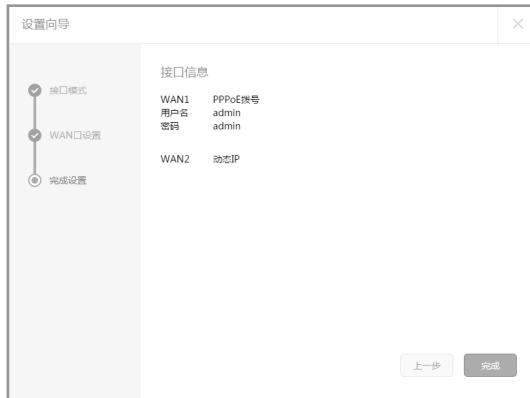 设置向导
接口模式
WAN口设置
完成设置
接口信息
WAN1 PPPoE拨号
用户名 admin
密码 admin
WAN2 动态IP
上一步 完成